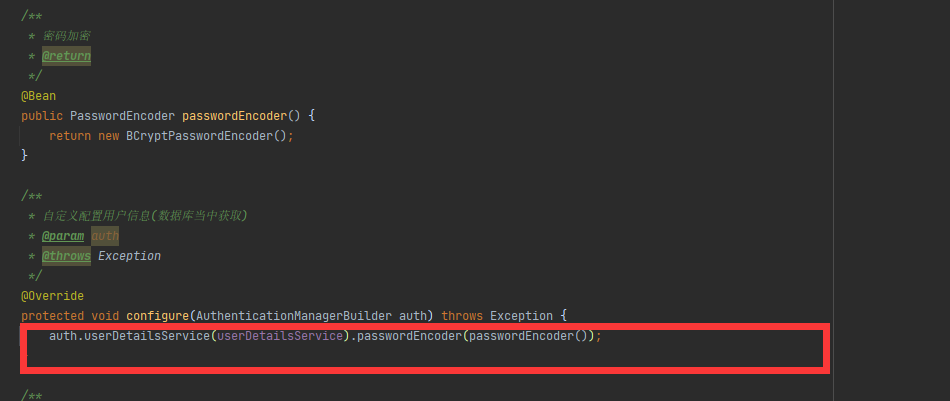 /**
* 密码加密
* @return
*/
@Bean
public PasswordEncoder passwordEncoder() {
return new BCryptPasswordEncoder();
}
/**
* 自定义配置用户信息(数据库当中获取)
* @param auth
* @throws Exception
*/
@Override
protected void configure(AuthenticationManagerBuilder auth) throws Exception {
auth.userDetailsService(userDetailsService).passwordEncoder(passwordEncoder());
/**